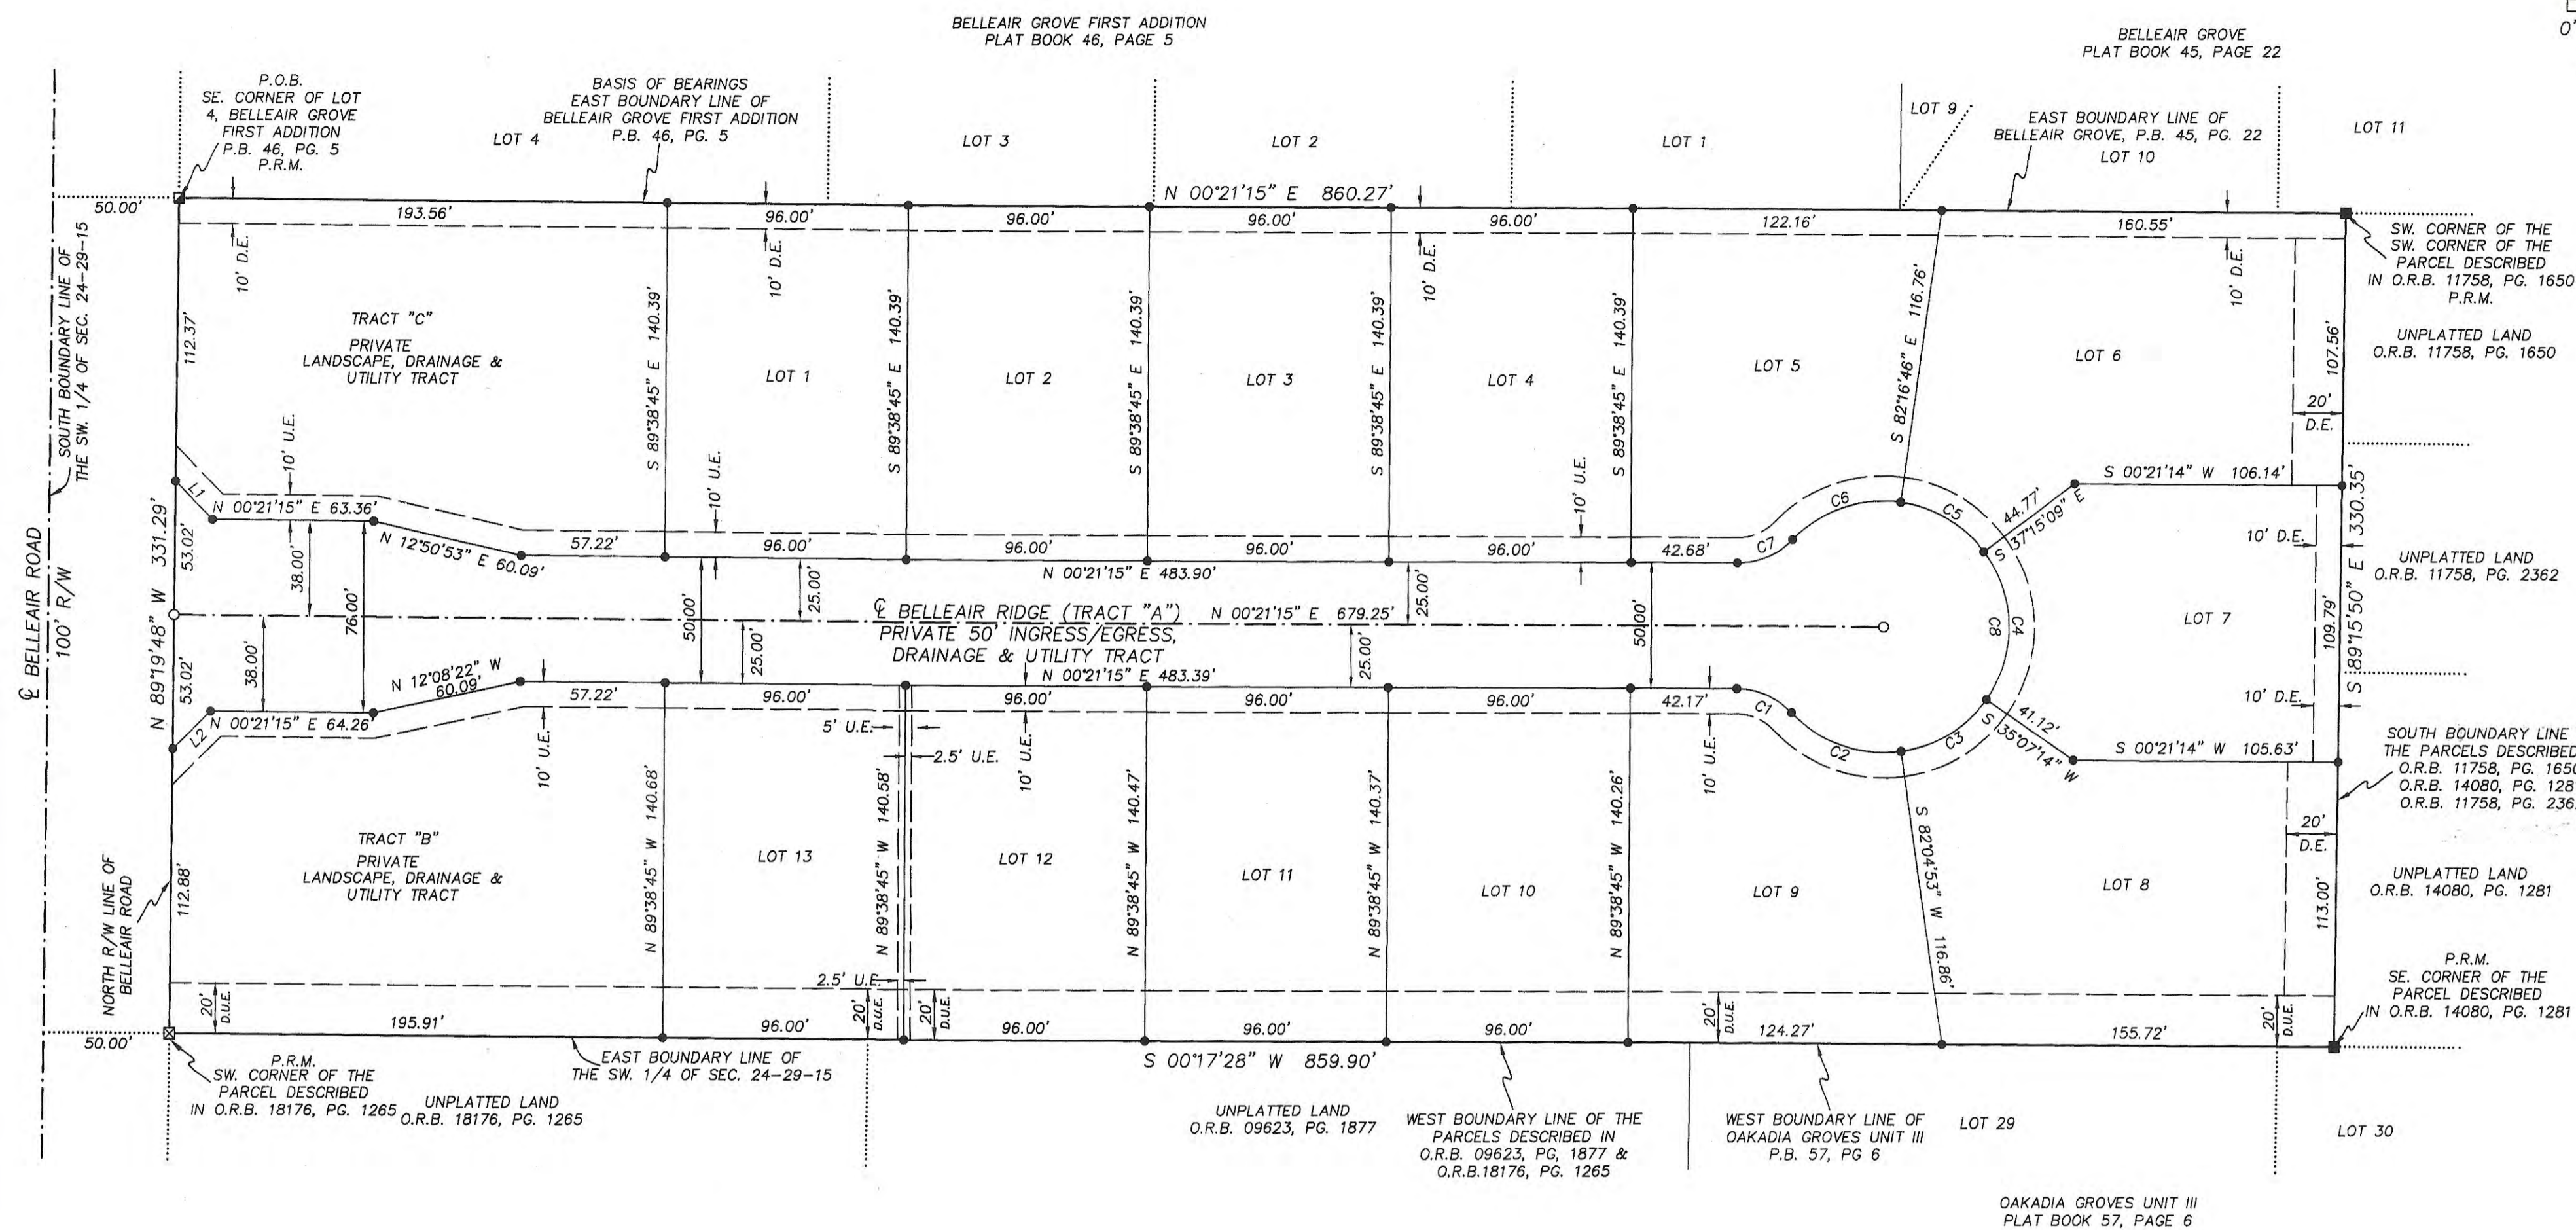 BELLEAIR GROVE FIRST ADDITION
PLAT BOOK 46, PAGE 5
BELLEAIR GROVE
PLAT BOOK 45, PAGE 22
0'
P.O.B.
SE. CORNER OF LOT
4, BELLEAIR GROVE
FIRST ADDITION
P.B. 46, PG. 5
P.R.M.
LOT 4
BASIS OF BEARINGS
EAST BOUNDARY LINE OF
BELLEAIR GROVE FIRST ADDITION
P.B. 46, PG. 5
LOT 3
LOT 2
LOT 1
LOT 9
EAST BOUNDARY LINE OF
BELLEAIR GROVE, P.B. 45, PG. 22
LOT 10
LOT 11
50.00'
193.56'
96.00'
96.00'
N 00°21'15" E 860.27'
96.00'
96.00'
122.16'
160.55'
10' D.E.
10' D.E.
10' D.E.
10' D.E.
SW. CORNER OF THE
SW. CORNER OF THE
PARCEL DESCRIBED
IN O.R.B. 11758, PG. 1650
P.R.M.
UNPLATTED LAND
O.R.B. 11758, PG. 1650
SOUTH BOUNDARY LINE OF
THE SW. 1/4 OF SEC. 24-29-15
℄ BELLEAIR ROAD
100' R/W
112.37'
TRACT "C"
PRIVATE
LANDSCAPE, DRAINAGE &
UTILITY TRACT
S 89°38'45" E 140.39'
LOT 1
S 89°38'45" E 140.39'
LOT 2
S 89°38'45" E 140.39'
LOT 3
S 89°38'45" E 140.39'
LOT 4
S 89°38'45" E 140.39'
LOT 5
S 82°16'46" E 116.76'
LOT 6
107.56'
20'
D.E.
10' U.E.
10' U.E.
10' U.E.
L1
N 00°21'15" E 63.36'
N 12°50'53" E 60.09'
57.22'
96.00'
96.00'
96.00'
96.00'
42.68'
N 00°21'15" E 483.90'
C7
C6
C5
44.77'
S 37°15'09" E
S 00°21'14" W 106.14'
10' D.E.
UNPLATTED LAND
O.R.B. 11758, PG. 2362
N 89°19'48" W 331.29'
53.02'
53.02'
38.00'
38.00'
76.00'
50.00'
25.00'
25.00'
℄ BELLEAIR RIDGE (TRACT "A") N 00°21'15" E 679.25'
PRIVATE 50' INGRESS/EGRESS,
DRAINAGE & UTILITY TRACT
N 00°21'15" E 483.39'
25.00'
25.00'
50.00'
C8
C4
LOT 7
109.79'
S 89°15'50" E 330.35'
10' D.E.
L2
N 00°21'15" E 64.26'
N 12°08'22" W
60.09'
57.22'
96.00'
96.00'
96.00'
96.00'
42.17'
C1
C2
C3
41.12'
S 35°07'14" W
S 00°21'14" W 105.63'
5' U.E.
2.5' U.E.
10' U.E.
10' U.E.
10' U.E.
SOUTH BOUNDARY LINE
THE PARCELS DESCRIBED
O.R.B. 11758, PG. 1650
O.R.B. 14080, PG. 128
O.R.B. 11758, PG. 236
NORTH R/W LINE OF
BELLEAIR ROAD
112.88'
TRACT "B"
PRIVATE
LANDSCAPE, DRAINAGE &
UTILITY TRACT
N 89°38'45" W 140.68'
LOT 13
N 89°38'45" W 140.58'
LOT 12
N 89°38'45" W 140.47'
LOT 11
N 89°38'45" W 140.37'
LOT 10
N 89°38'45" W 140.26'
LOT 9
S 82°04'53" W 116.86'
LOT 8
20'
D.E.
113.00'
UNPLATTED LAND
O.R.B. 14080, PG. 1281
P.R.M.
SE. CORNER OF THE
PARCEL DESCRIBED
IN O.R.B. 14080, PG. 1281
2.5' U.E.
20'
D.U.E.
20'
D.U.E.
20'
D.U.E.
20'
D.U.E.
20'
D.U.E.
50.00'
195.91'
96.00'
96.00'
96.00'
96.00'
124.27'
155.72'
S 00°17'28" W 859.90'
P.R.M.
SW. CORNER OF THE
PARCEL DESCRIBED
IN O.R.B. 18176, PG. 1265
EAST BOUNDARY LINE OF
THE SW. 1/4 OF SEC. 24-29-15
UNPLATTED LAND
O.R.B. 18176, PG. 1265
UNPLATTED LAND
O.R.B. 09623, PG. 1877
WEST BOUNDARY LINE OF THE
PARCELS DESCRIBED IN
O.R.B. 09623, PG, 1877 &
O.R.B.18176, PG. 1265
WEST BOUNDARY LINE OF
OAKADIA GROVES UNIT III
P.B. 57, PG 6
LOT 29
LOT 30
OAKADIA GROVES UNIT III
PLAT BOOK 57, PAGE 6